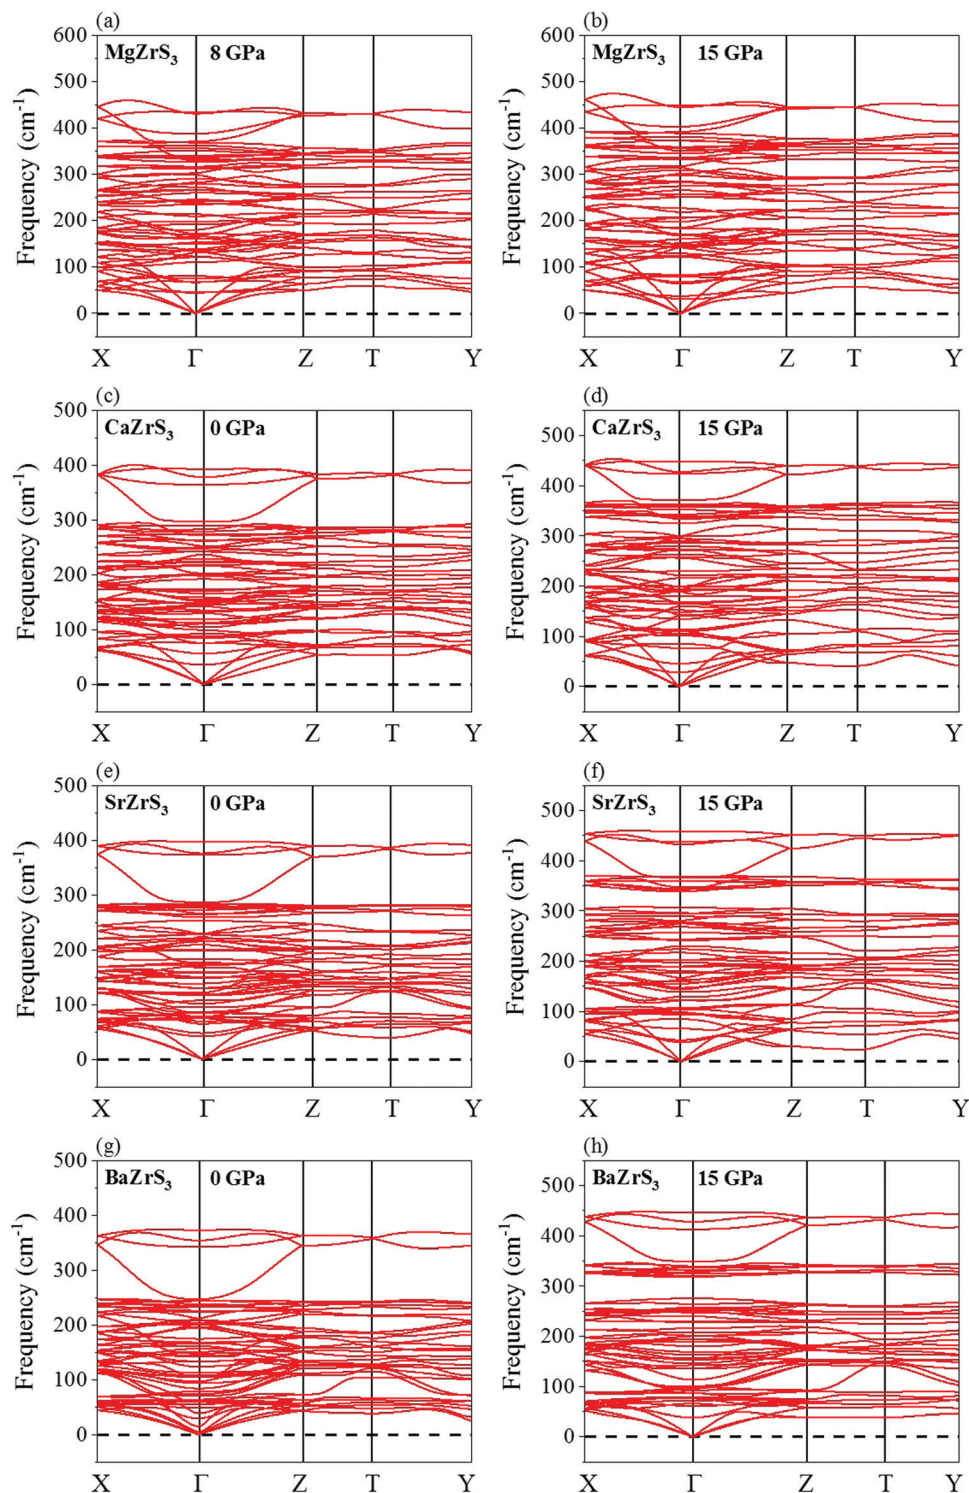 (a)
MgZrS3 8 GPa
Frequency (cm-1)
600
500
400
300
200
100
0
X Γ Z T Y
(b)
MgZrS3 15 GPa
Frequency (cm-1)
600
500
400
300
200
100
0
X Γ Z T Y
(c)
CaZrS3 0 GPa
Frequency (cm-1)
500
400
300
200
100
0
X Γ Z T Y
(d)
CaZrS3 15 GPa
Frequency (cm-1)
500
400
300
200
100
0
X Γ Z T Y
(e)
SrZrS3 0 GPa
Frequency (cm-1)
500
400
300
200
100
0
X Γ Z T Y
(f)
SrZrS3 15 GPa
Frequency (cm-1)
500
400
300
200
100
0
X Γ Z T Y
(g)
BaZrS3 0 GPa
Frequency (cm-1)
500
400
300
200
100
0
X Γ Z T Y
(h)
BaZrS3 15 GPa
Frequency (cm-1)
500
400
300
200
100
0
X Γ Z T Y